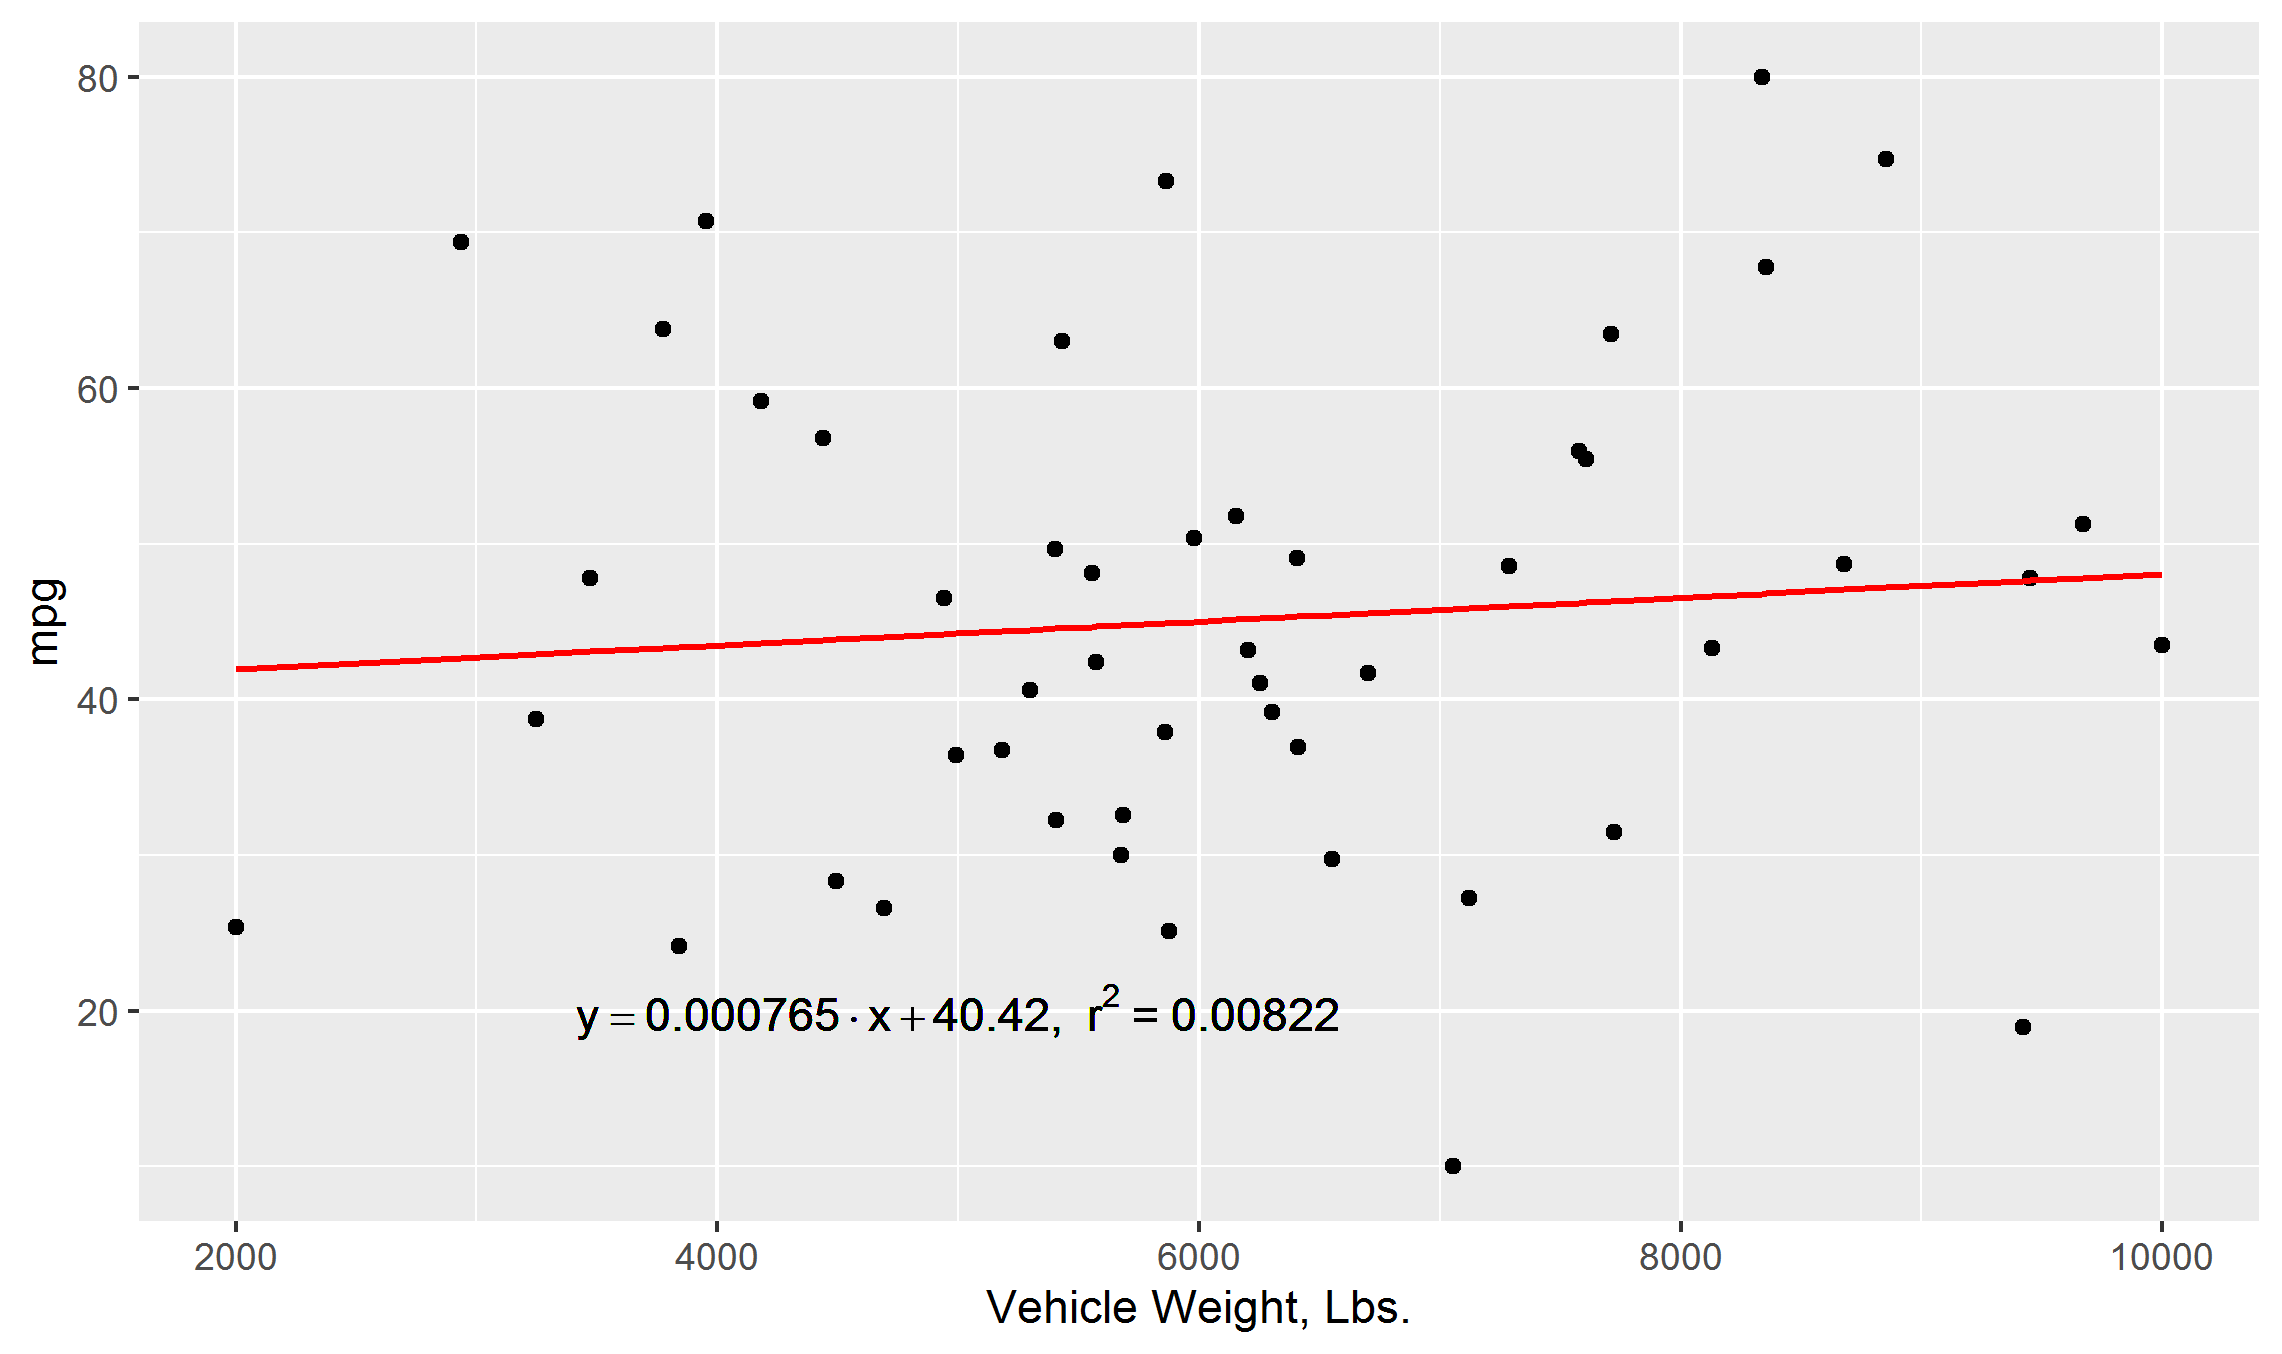 80
60
40
20
mpg
y = 0.000765 · x + 40.42, r² = 0.00822
2000 4000 6000 8000 10000
Vehicle Weight, Lbs.